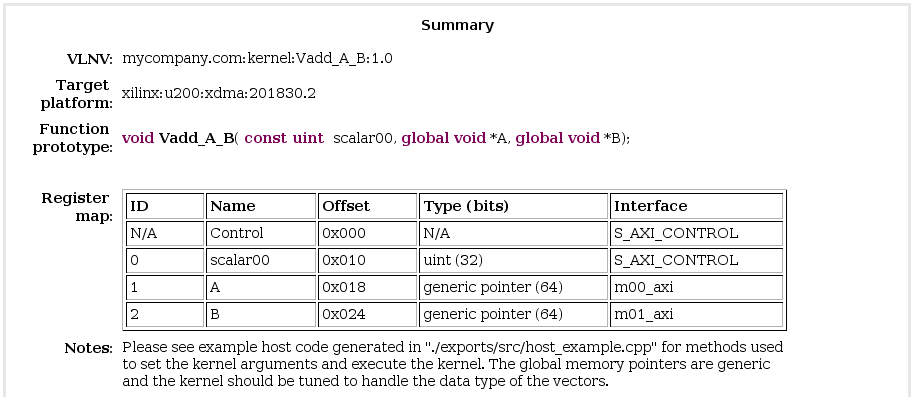 Summary
VLNV: mycompany.com:kernel:Vadd_A_B:1.0
Target platform: xilinx:u200:xdma:201830.2
Function prototype: void Vadd_A_B( const uint scalar00, global void *A, global void *B);
Register map:
ID Name Offset Type (bits) Interface
N/A Control 0x000 N/A S_AXI_CONTROL
0 scalar00 0x010 uint (32) S_AXI_CONTROL
1 A 0x018 generic pointer (64) m00_axi
2 B 0x024 generic pointer (64) m01_axi
Notes: Please see example host code generated in "./exports/src/host_example.cpp" for methods used
to set the kernel arguments and execute the kernel. The global memory pointers are generic
and the kernel should be tuned to handle the data type of the vectors.